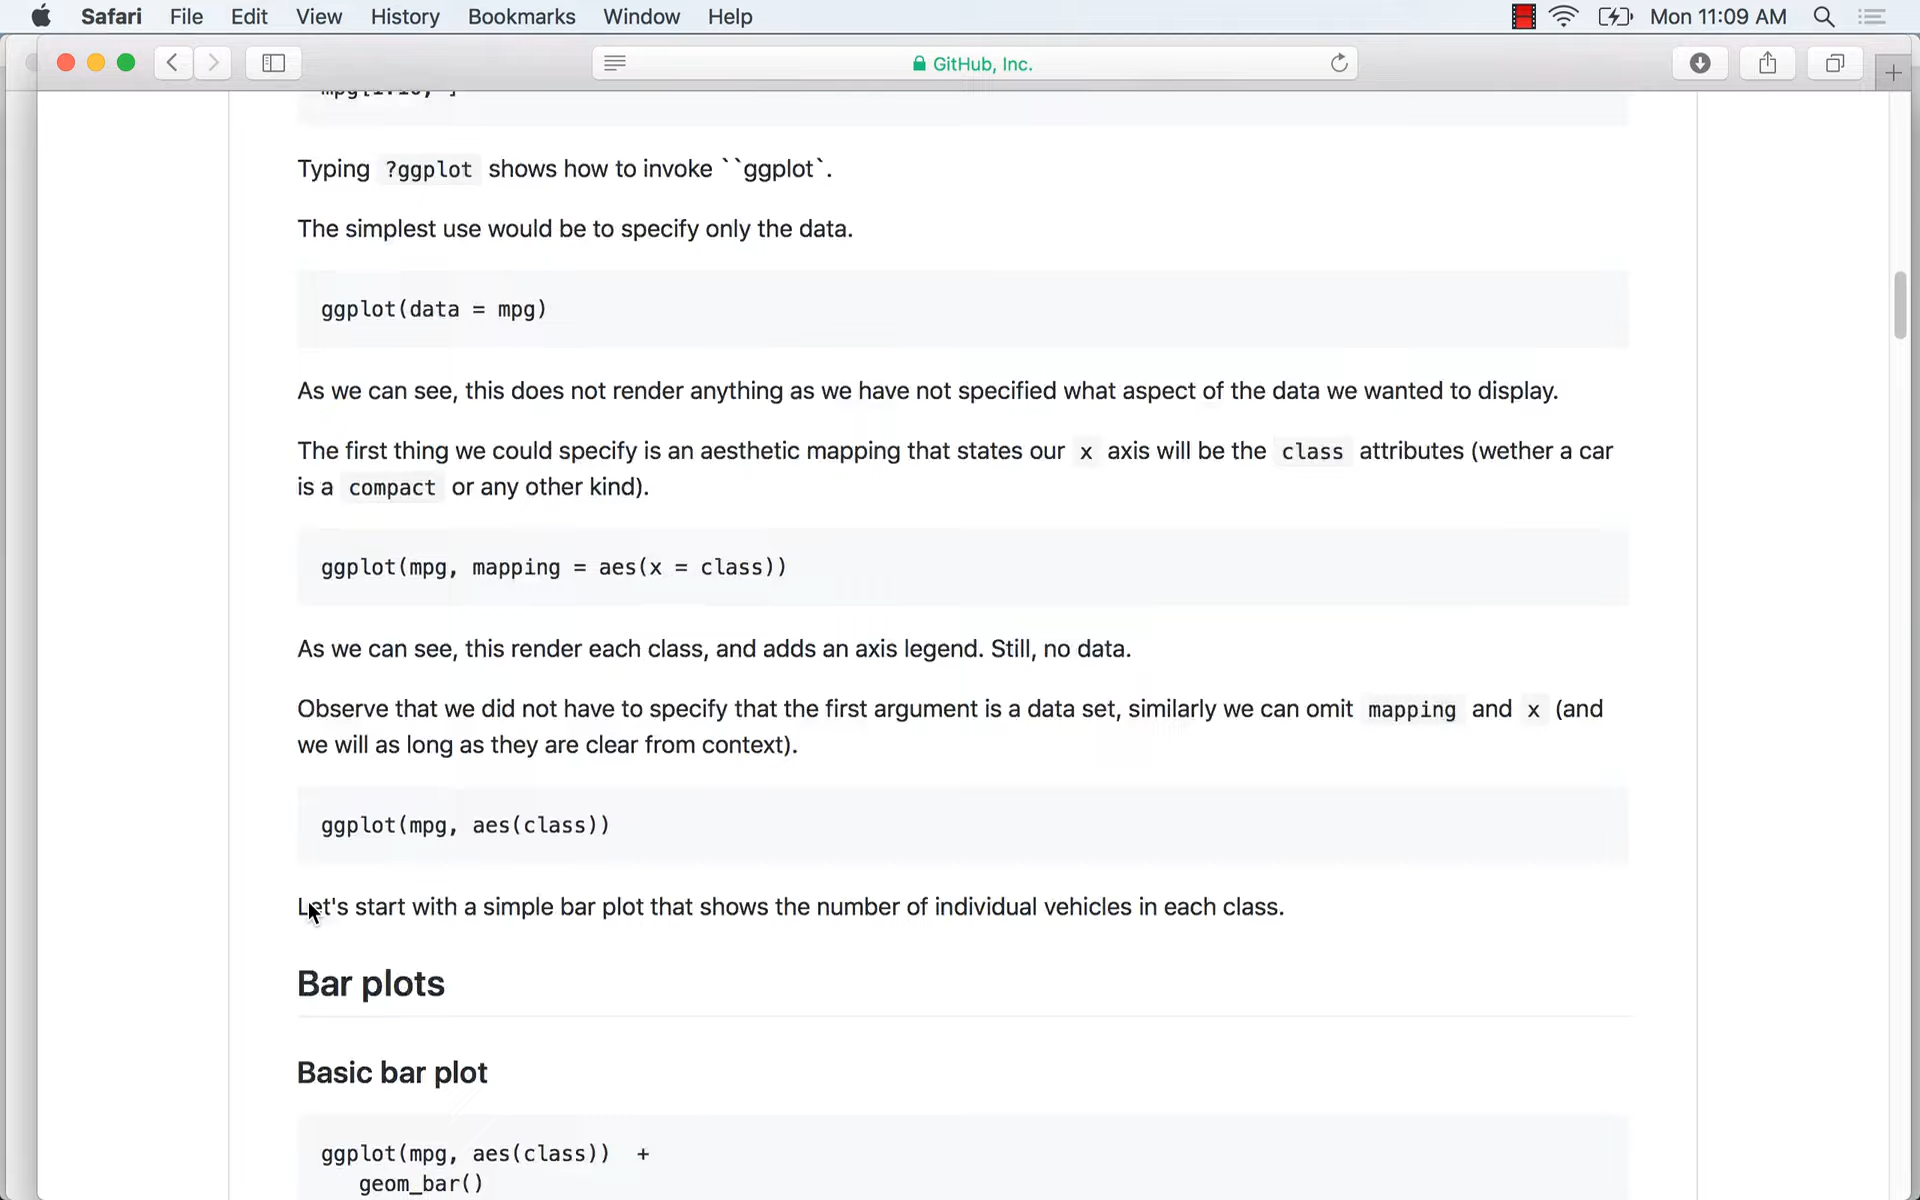 Safari File Edit View History Bookmarks Window Help Mon 11:09 AM
GitHub, Inc.
Typing ?ggplot shows how to invoke ``ggplot`.
The simplest use would be to specify only the data.
ggplot(data = mpg)
As we can see, this does not render anything as we have not specified what aspect of the data we wanted to display.
The first thing we could specify is an aesthetic mapping that states our x axis will be the class attributes (wether a car
is a compact or any other kind).
ggplot(mpg, mapping = aes(x = class))
As we can see, this render each class, and adds an axis legend. Still, no data.
Observe that we did not have to specify that the first argument is a data set, similarly we can omit mapping and x (and
we will as long as they are clear from context).
ggplot(mpg, aes(class))
Let's start with a simple bar plot that shows the number of individual vehicles in each class.
Bar plots
Basic bar plot
ggplot(mpg, aes(class)) +
geom_bar()